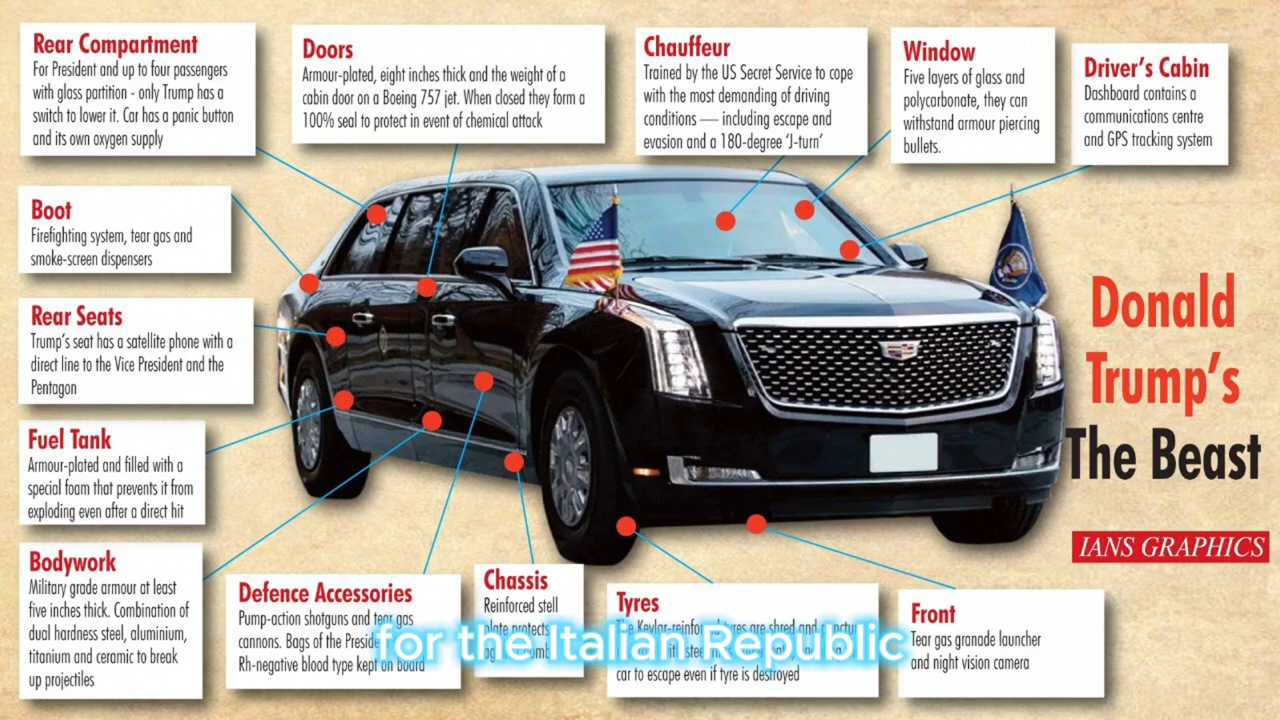 Rear Compartment
For President and up to four passengers
with glass partition - only Trump has a
switch to lower it. Car has a panic button
and its own oxygen supply
Doors
Armour-plated, eight inches thick and the weight of a
cabin door on a Boeing 757 jet. When closed they form a
100% seal to protect in event of chemical attack
Chauffeur
Trained by the US Secret Service to cope
with the most demanding of driving
conditions — including escape and
evasion and a 180-degree ‘J-turn’
Window
Five layers of glass and
polycarbonate, they can
withstand armour piercing
bullets.
Driver’s Cabin
Dashboard contains a
communications centre
and GPS tracking system
Boot
Firefighting system, tear gas and
smoke-screen dispensers
Rear Seats
Trump’s seat has a satellite phone with a
direct line to the Vice President and the
Pentagon
Fuel Tank
Armour-plated and filled with a
special foam that prevents it from
exploding even after a direct hit
Bodywork
Military grade armour at least
five inches thick. Combination of
dual hardness steel, aluminium,
titanium and ceramic to break
up projectiles
Defence Accessories
Pump-action shotguns and tear gas
cannons. Bags of the
Rh-negative blood type kept on board
Chassis
Reinforced stell
plate protects
Tyres
The Kevlar-reinforced tyres are shred and
car to escape even if tyre is destroyed
Front
Tear gas granade launcher
and night vision camera
Donald
Trump’s
The Beast
IANS GRAPHICS
for the Italian Republic